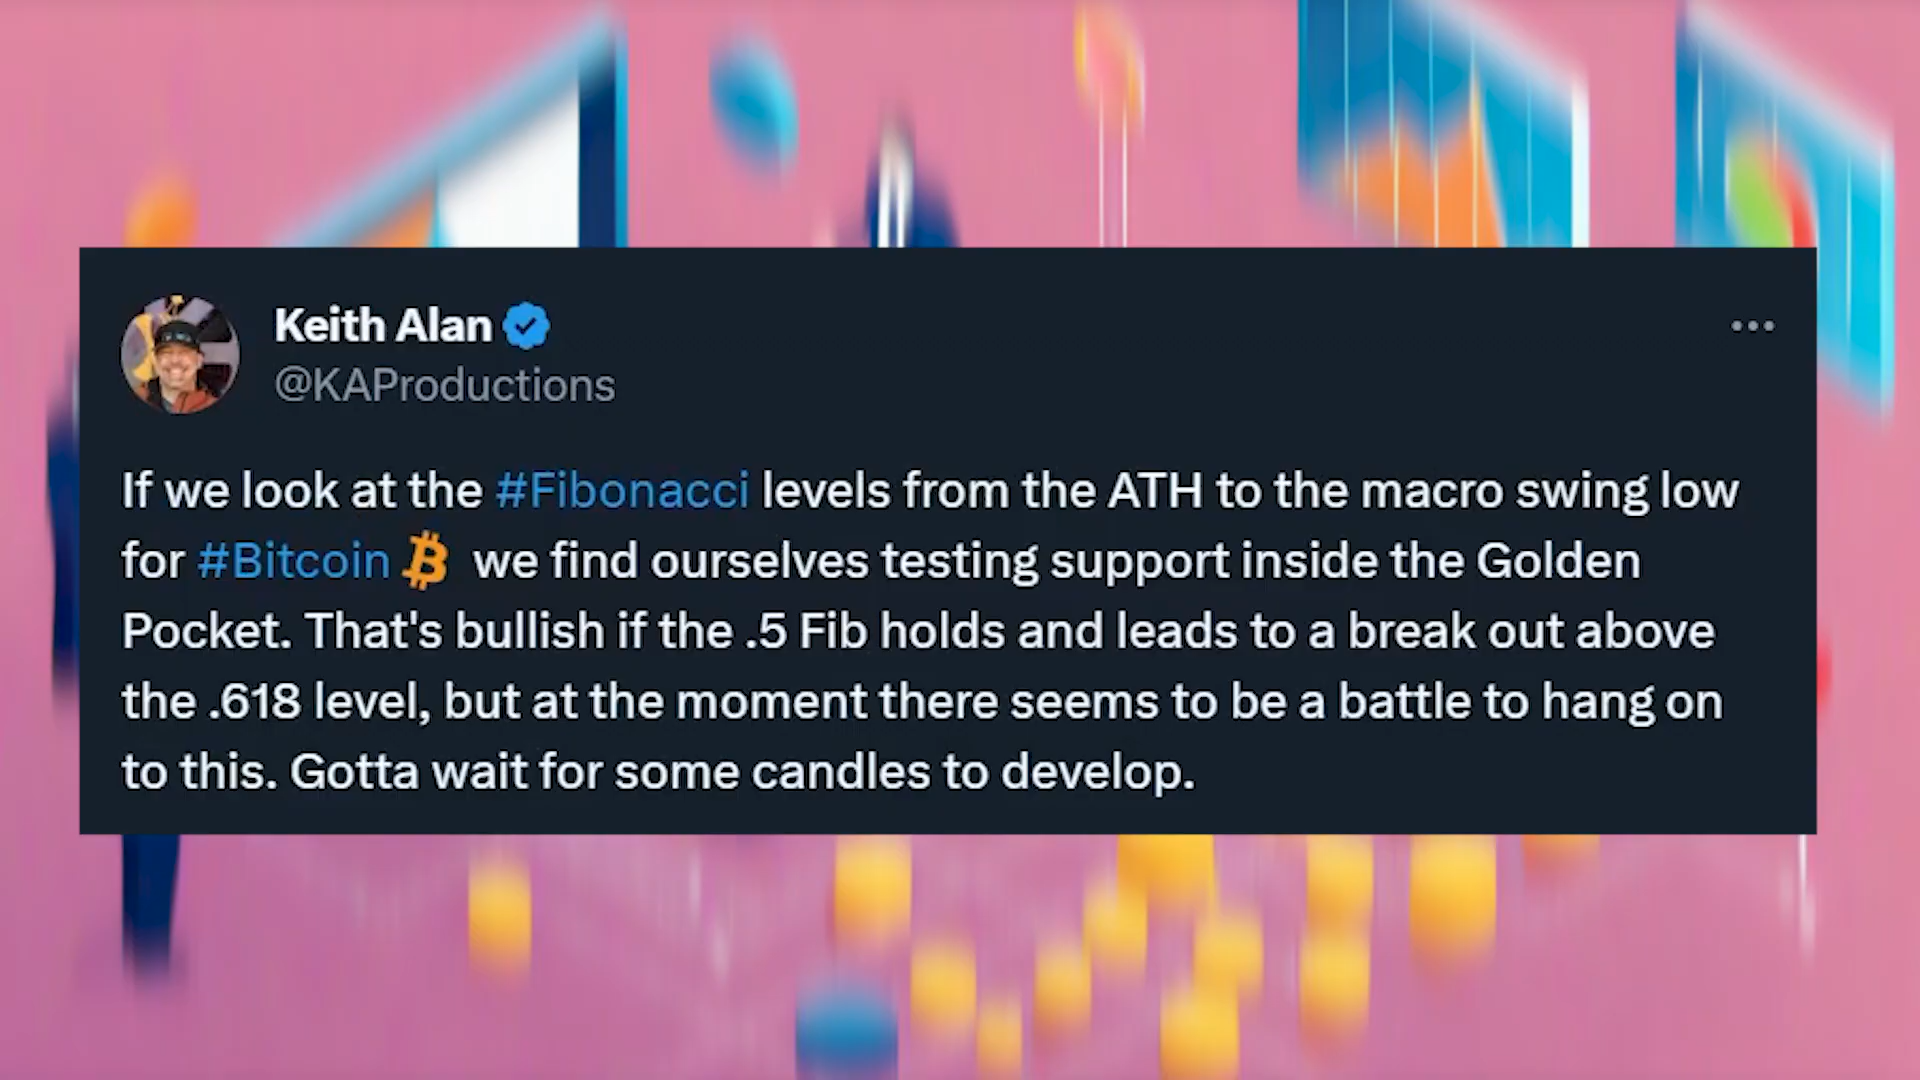 Keith Alan
@KAProductions
If we look at the #Fibonacci levels from the ATH to the macro swing low
for #Bitcoin we find ourselves testing support inside the Golden
Pocket. That's bullish if the .5 Fib holds and leads to a break out above
the .618 level, but at the moment there seems to be a battle to hang on
to this. Gotta wait for some candles to develop.